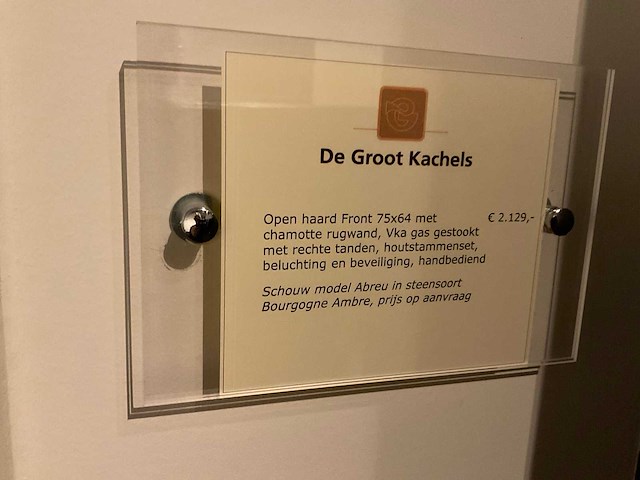 De Groot Kachels
Open haard Front 75x64 met € 2.129,-
chamotte rugwand, Vka gas gestookt
met rechte tanden, houtstammenset,
beluchting en beveiliging, handbediend
Schouw model Abreu in steensoort
Bourgogne Ambre, prijs op aanvraag